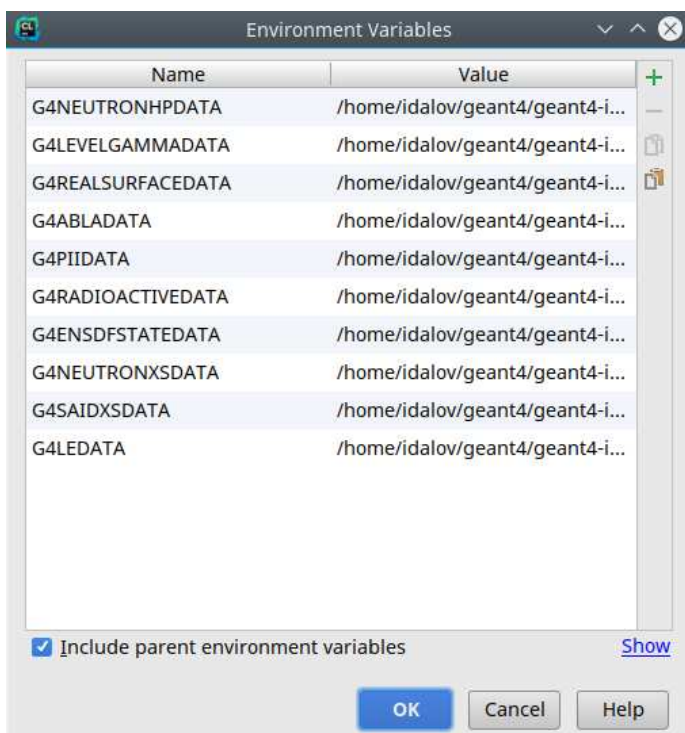 CL Environment Variables
Name Value
G4NEUTRONHPDATA /home/idalov/geant4/geant4-i...
G4LEVELGAMMADATA /home/idalov/geant4/geant4-i...
G4REALSURFACEDATA /home/idalov/geant4/geant4-i...
G4ABLADATA /home/idalov/geant4/geant4-i...
G4PIIDATA /home/idalov/geant4/geant4-i...
G4RADIOACTIVEDATA /home/idalov/geant4/geant4-i...
G4ENSDFSTATEDATA /home/idalov/geant4/geant4-i...
G4NEUTRONXSDATA /home/idalov/geant4/geant4-i...
G4SAIDXSDATA /home/idalov/geant4/geant4-i...
G4LEDATA /home/idalov/geant4/geant4-i...
Include parent environment variables Show
OK Cancel Help